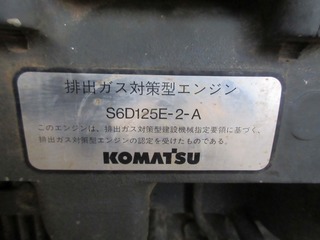 排出ガス対策型エンジン
S6D125E-2-A
このエンジンは、排出ガス対策型建設機械指定要領に基づく、
排出ガス対策型エンジンの認定を受けたものである。
KOMATSU